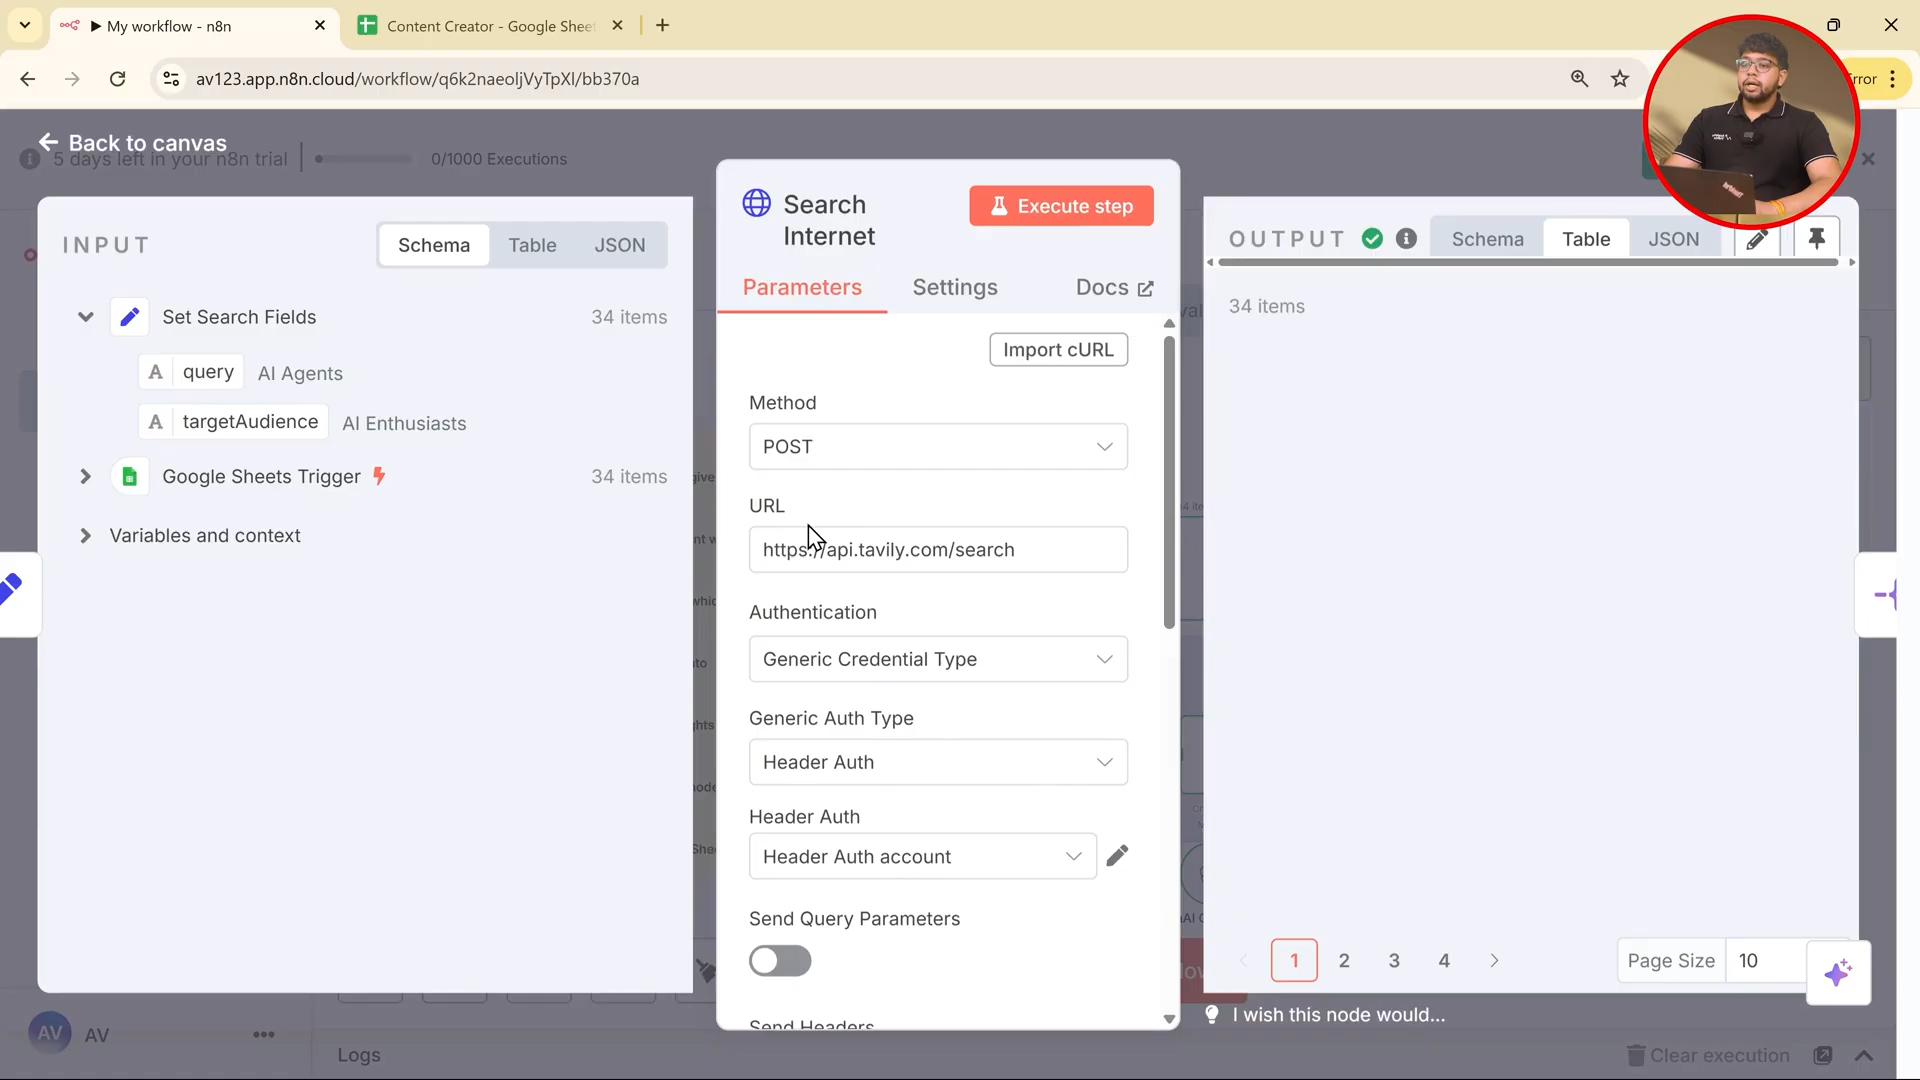 My workflow - n8n
Content Creator - Google Shee
av123.app.n8n.cloud/workflow/q6k2naeoljVyTpXl/bb370a
Back to canvas
5 days left in your n8n trial
0/1000 Executions
INPUT
Schema
Table
JSON
Set Search Fields
34 items
A
query
AI Agents
A
targetAudience
AI Enthusiasts
Google Sheets Trigger
34 items
Variables and context
Search
Internet
Execute step
Parameters
Settings
Docs
Import cURL
Method
POST
URL
https://api.tavily.com/search
Authentication
Generic Credential Type
Generic Auth Type
Header Auth
Header Auth
Header Auth account
Send Query Parameters
Send Headers
OUTPUT
Schema
Table
JSON
34 items
1
2
3
4
Page Size
10
I wish this node would...
AV
AV
Logs
Clear execution